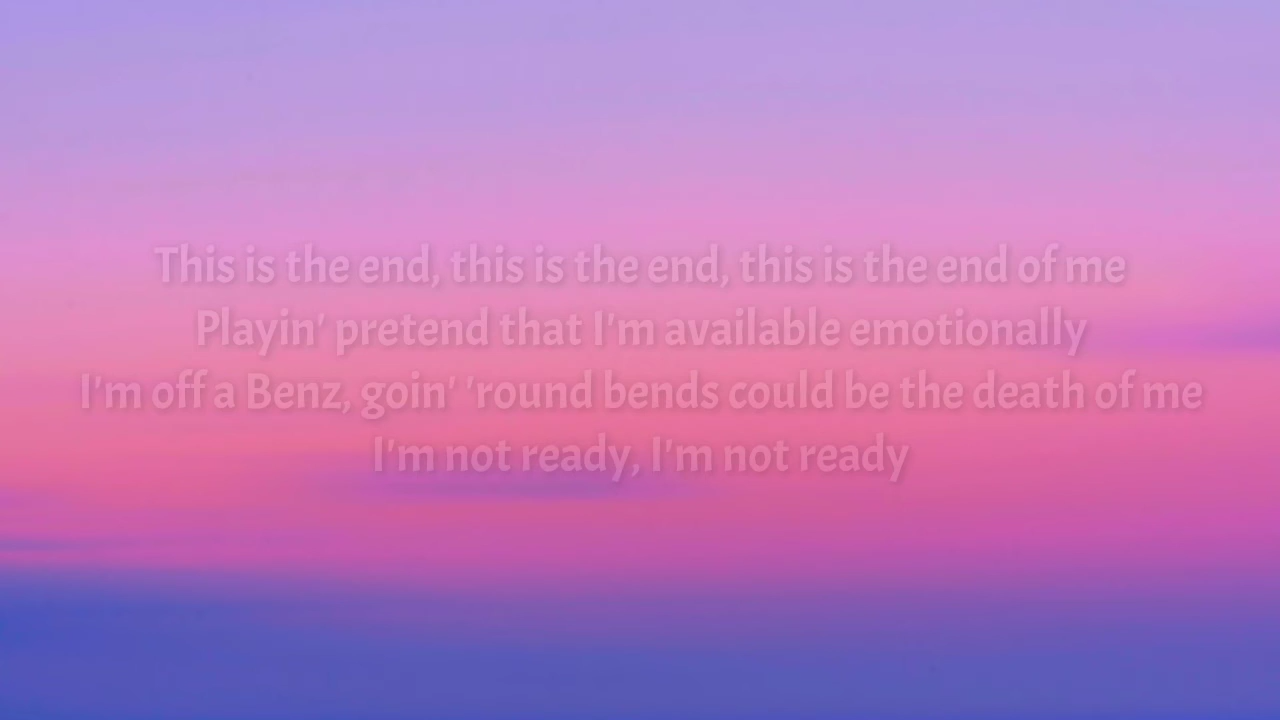 This is the end, this is the end, this is the end of me
Playin' pretend that I'm available emotionally
I'm off a Benz, goin' ‘round bends could be the death of me
I'm not ready, I'm not ready